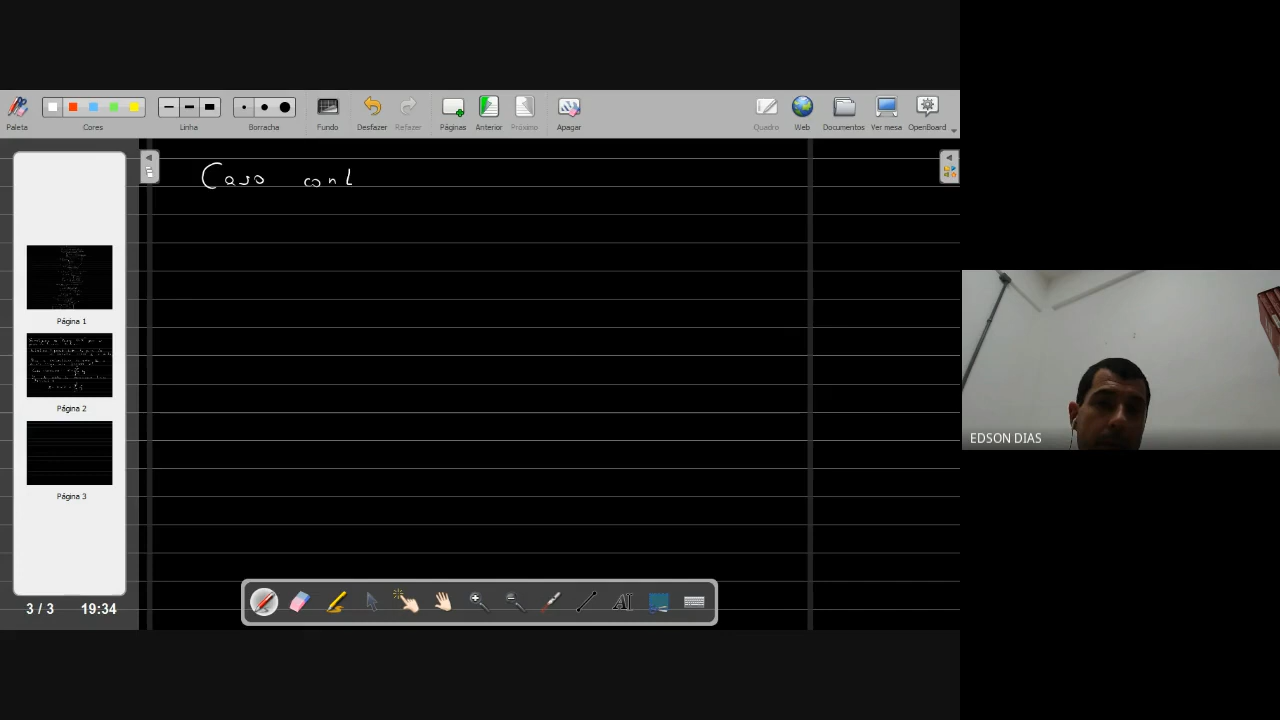 Paleta Cores Linha Borracha Fundo Desfazer Refazer Páginas Anterior Próximo Apagar Quadro Web Documentos Ver mesa OpenBoard
Caso cont
Página 1
Página 2
Página 3
3 / 3 19:34
EDSON DIAS